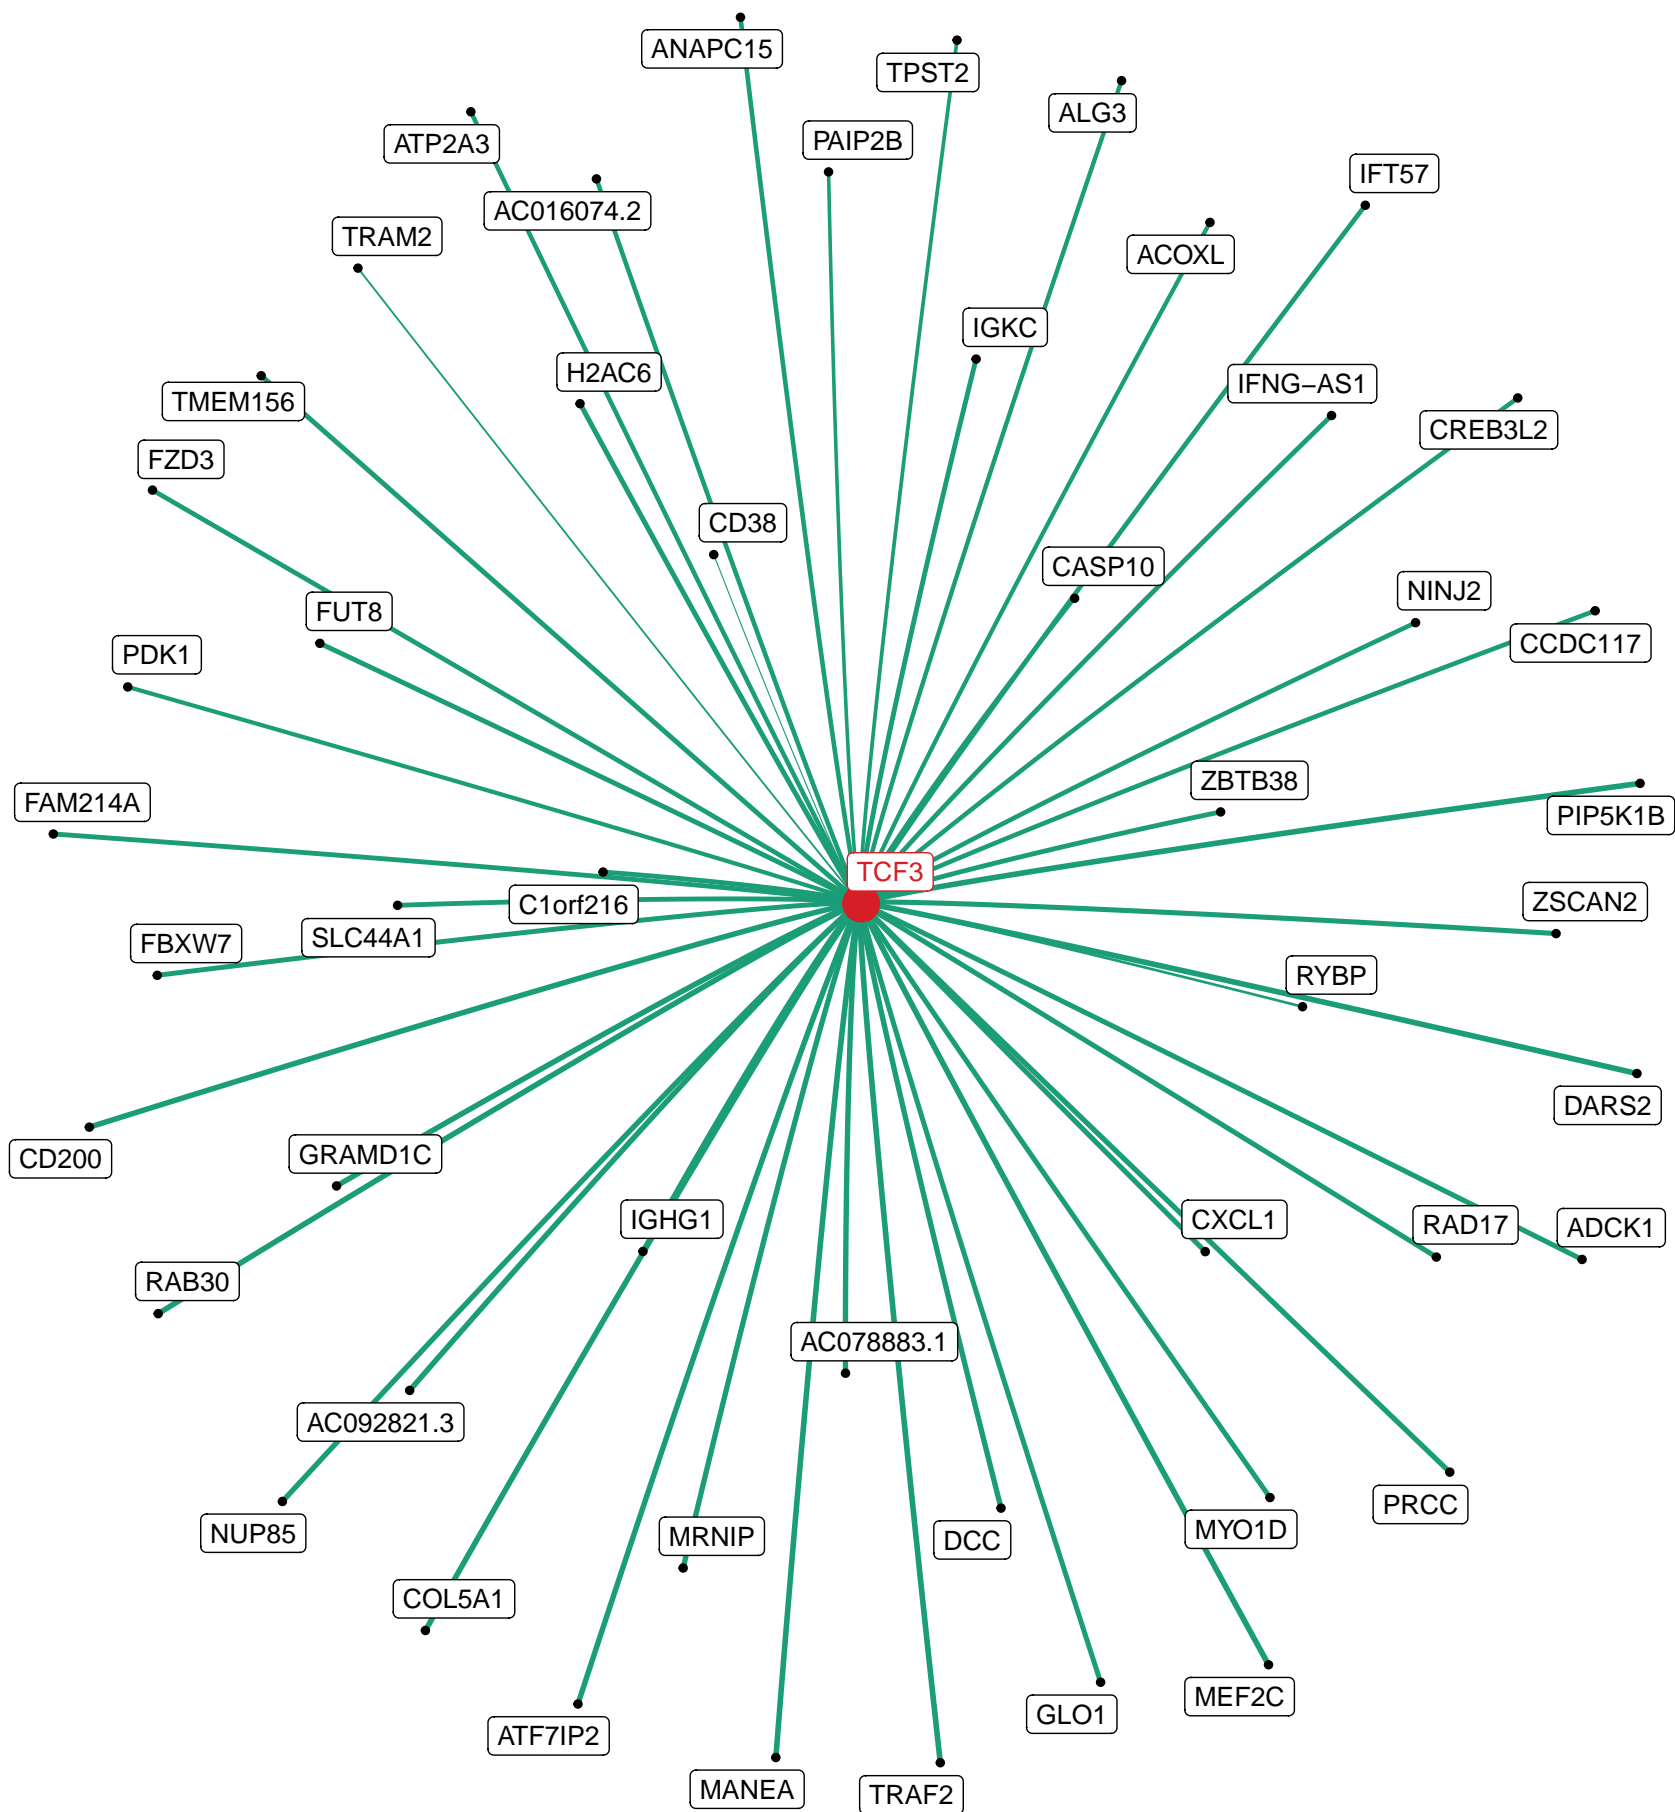 ANAPC15
TPST2
ALG3
PAIP2B
ATP2A3
IFT57
AC016074.2
TRAM2
ACOXL
IGKC
H2AC6
IFNG−AS1
TMEM156
CREB3L2
FZD3
CD38
CASP10
NINJ2
FUT8
CCDC117
PDK1
ZBTB38
FAM214A
PIP5K1B
TCF3
C1orf216
ZSCAN2
SLC44A1
FBXW7
RYBP
DARS2
GRAMD1C
CD200
IGHG1
CXCL1
RAD17
ADCK1
RAB30
AC078883.1
AC092821.3
PRCC
MYO1D
NUP85
MRNIP
DCC
COL5A1
MEF2C
GLO1
ATF7IP2
MANEA
TRAF2